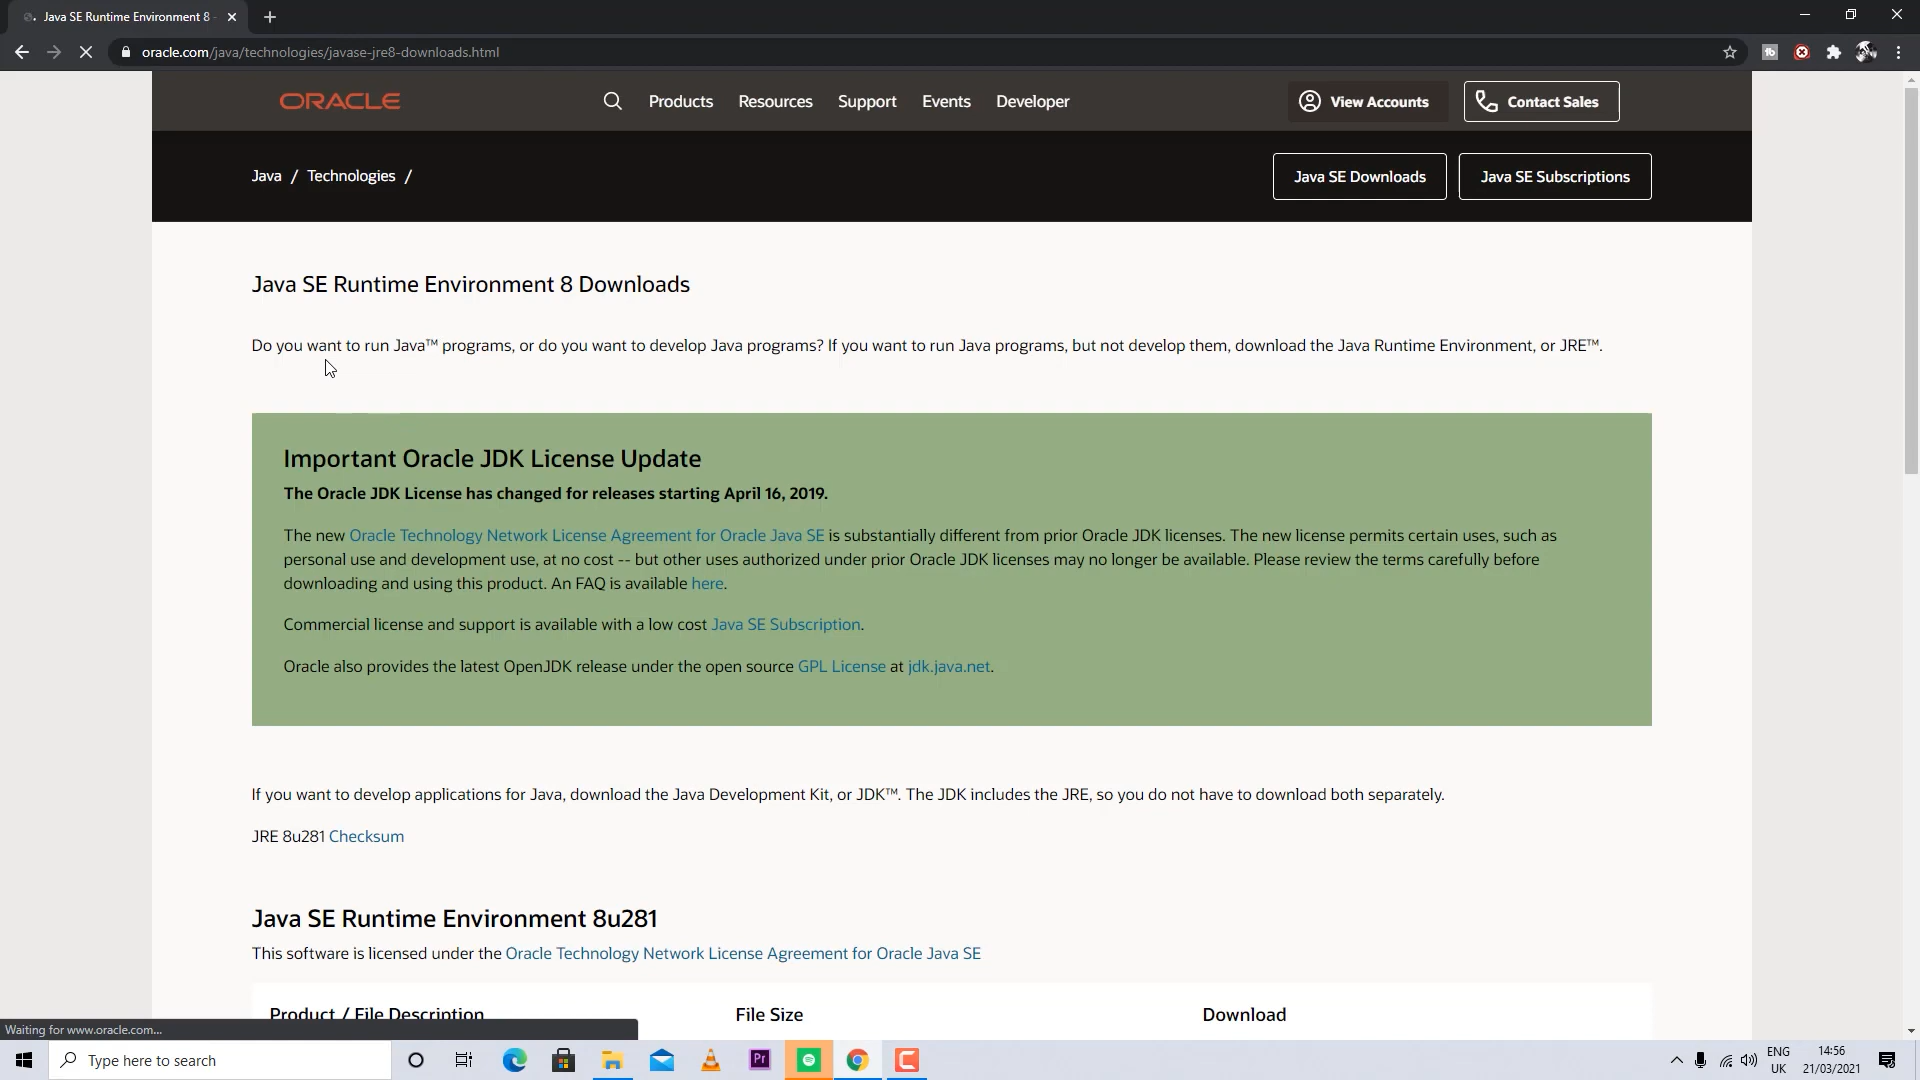 Java SE Runtime Environment 8
oracle.com/java/technologies/javase-jre8-downloads.html
ORACLE
Products
Resources
Support
Events
Developer
View Accounts
Contact Sales
Java / Technologies /
Java SE Downloads
Java SE Subscriptions
Java SE Runtime Environment 8 Downloads
Do you want to run Java™ programs, or do you want to develop Java programs? If you want to run Java programs, but not develop them, download the Java Runtime Environment, or JRE™.
Important Oracle JDK License Update
The Oracle JDK License has changed for releases starting April 16, 2019.
The new Oracle Technology Network License Agreement for Oracle Java SE is substantially different from prior Oracle JDK licenses. The new license permits certain uses, such as
personal use and development use, at no cost -- but other uses authorized under prior Oracle JDK licenses may no longer be available. Please review the terms carefully before
downloading and using this product. An FAQ is available here.
Commercial license and support is available with a low cost Java SE Subscription.
Oracle also provides the latest OpenJDK release under the open source GPL License at jdk.java.net.
If you want to develop applications for Java, download the Java Development Kit, or JDK™. The JDK includes the JRE, so you do not have to download both separately.
JRE 8u281 Checksum
Java SE Runtime Environment 8u281
This software is licensed under the Oracle Technology Network License Agreement for Oracle Java SE
Product / File Description
File Size
Download
Waiting for www.oracle.com...
Type here to search
Pr
ENG
UK
14:56
21/03/2021